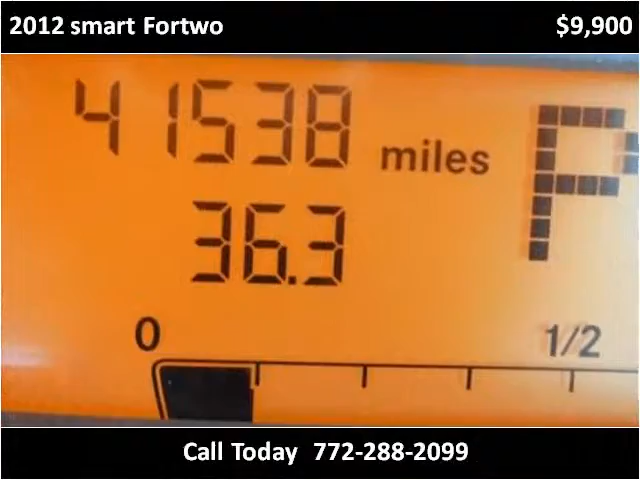 2012 smart Fortwo $9,900
41538 miles P
36.3
0 1/2
Call Today 772-288-2099